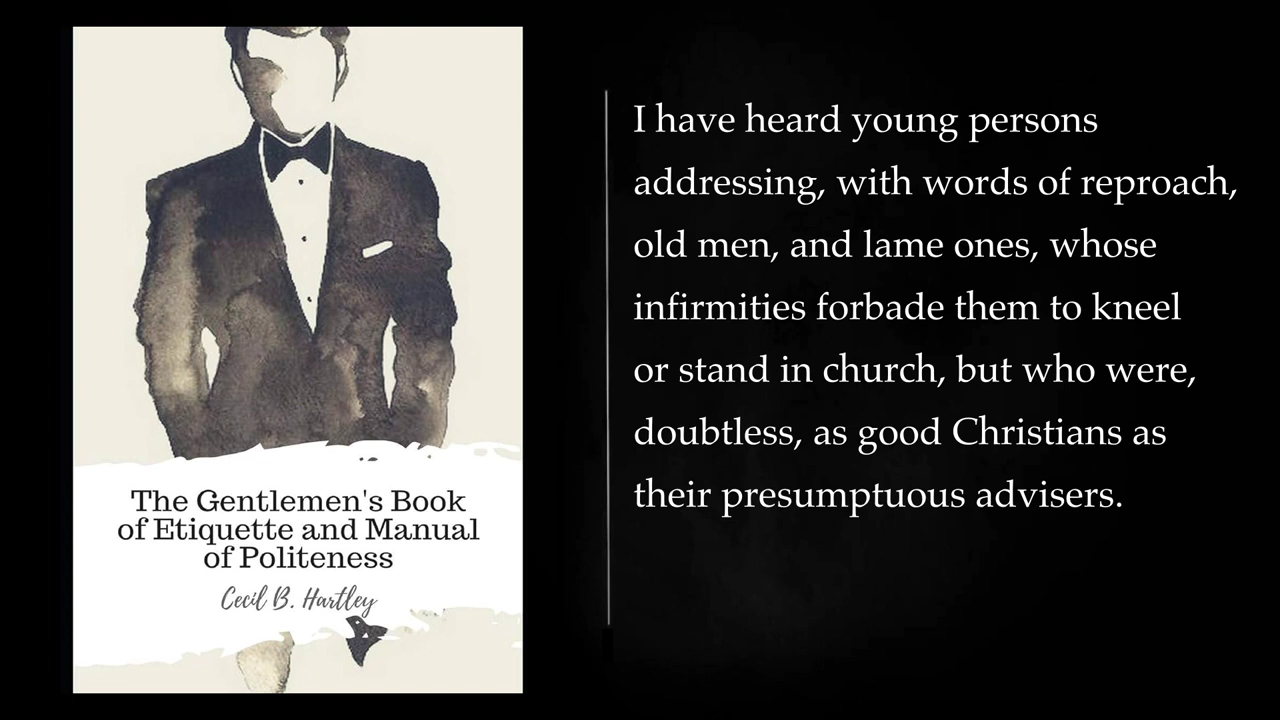 The Gentlemen's Book
of Etiquette and Manual
of Politeness
Cecil B. Hartley
I have heard young persons
addressing, with words of reproach,
old men, and lame ones, whose
infirmities forbade them to kneel
or stand in church, but who were,
doubtless, as good Christians as
their presumptuous advisers.